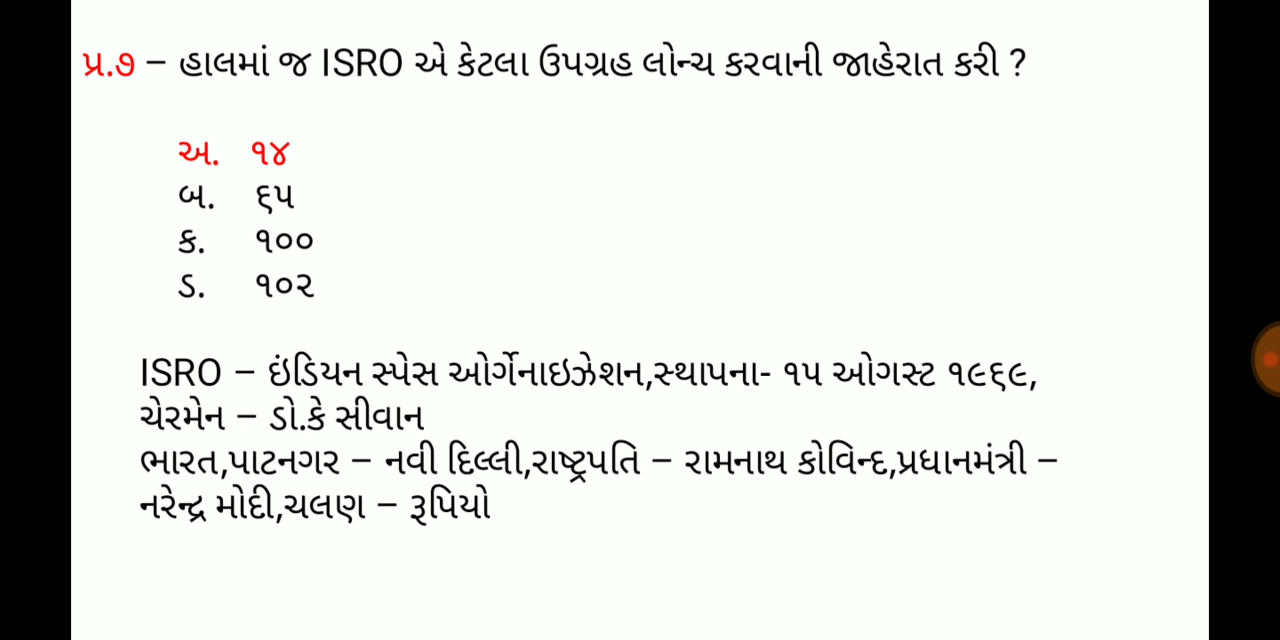 પ્ર.૭ – હાલમાં જ ISRO એ કેટલા ઉપગ્રહ લોન્ચ કરવાની જાહેરાત કરી ?
અ. ૧૪
બ. ૬૫
ક. ૧૦૦
ડ. ૧૦૨
ISRO – ઇંડિયન સ્પેસ ઓર્ગેનાઇઝેશન,સ્થાપના- ૧૫ ઓગસ્ટ ૧૯૬૯,
ચેરમેન – ડો.કે સીવાન
ભારત,પાટનગર – નવી દિલ્લી,રાષ્ટ્રપતિ – રામનાથ કોવિન્દ,પ્રધાનમંત્રી –
નરેન્દ્ર મોદી,ચલણ – રૂપિયો